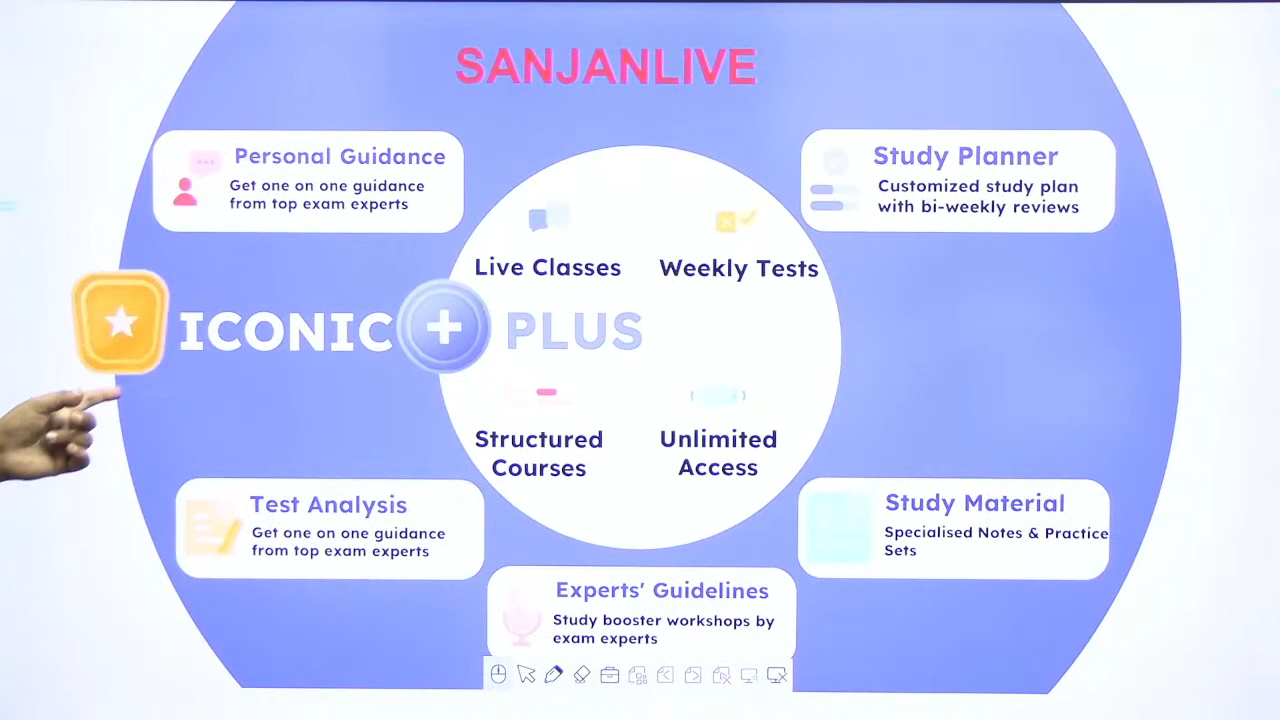 SANJANLIVE
Personal Guidance
Get one on one guidance
from top exam experts
Study Planner
Customized study plan
with bi-weekly reviews
Live Classes
Weekly Tests
ICONIC + PLUS
Structured
Courses
Unlimited
Access
Test Analysis
Get one on one guidance
from top exam experts
Study Material
Specialised Notes & Practice
Sets
Experts' Guidelines
Study booster workshops by
exam experts